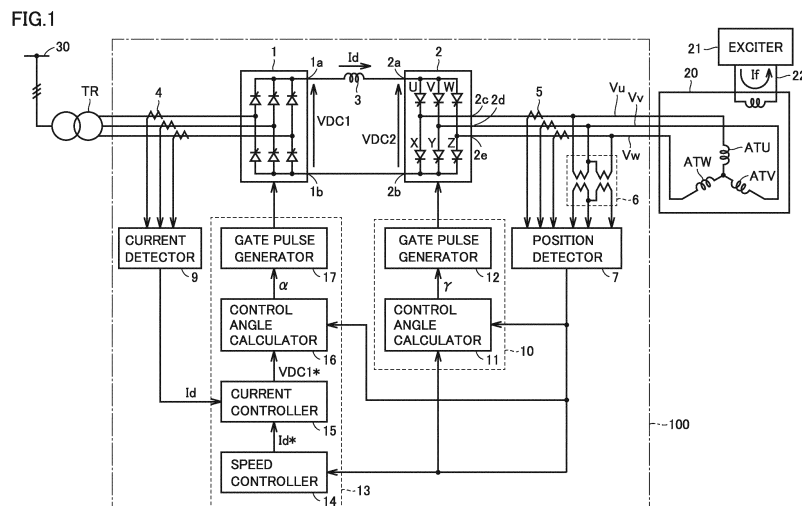 FIG.1
30
TR
4
1
1a
Id
3
2a
2
U V W
2c
2d
2e
5
Vu
Vv
Vw
21
EXCITER
If
22
20
VDC1
VDC2
X
Y
Z
1b
2b
6
ATU
ATW
ATV
CURRENT
DETECTOR
9
GATE PULSE
GENERATOR
17
GATE PULSE
GENERATOR
12
POSITION
DETECTOR
7
α
γ
CONTROL
ANGLE
CALCULATOR
16
CONTROL
ANGLE
CALCULATOR
11
10
VDC1*
Id
CURRENT
CONTROLLER
15
Id*
100
SPEED
CONTROLLER
14
13